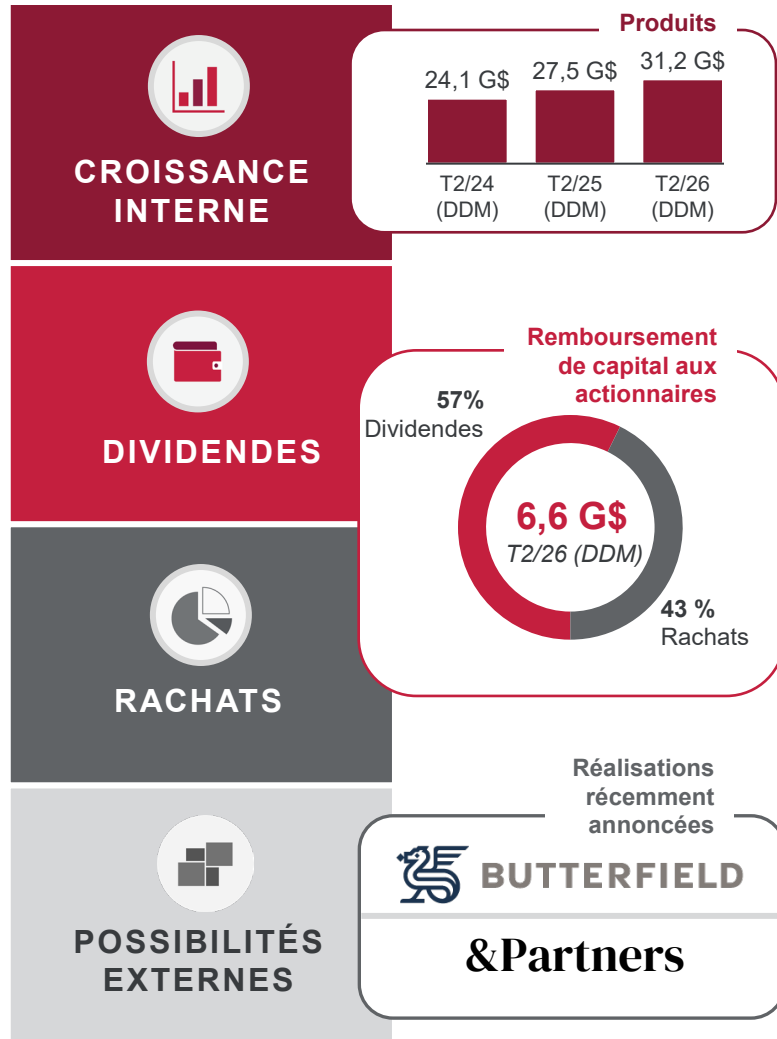 CROISSANCE
INTERNE
Produits
24,1 G$ 27,5 G$ 31,2 G$
T2/24 T2/25 T2/26
(DDM) (DDM) (DDM)
DIVIDENDES
Remboursement
de capital aux
actionnaires
57%
Dividendes
6,6 G$
T2/26 (DDM)
43 %
Rachats
RACHATS
POSSIBILITÉS
EXTERNES
Réalisations
récemment
annoncées
BUTTERFIELD
&Partners